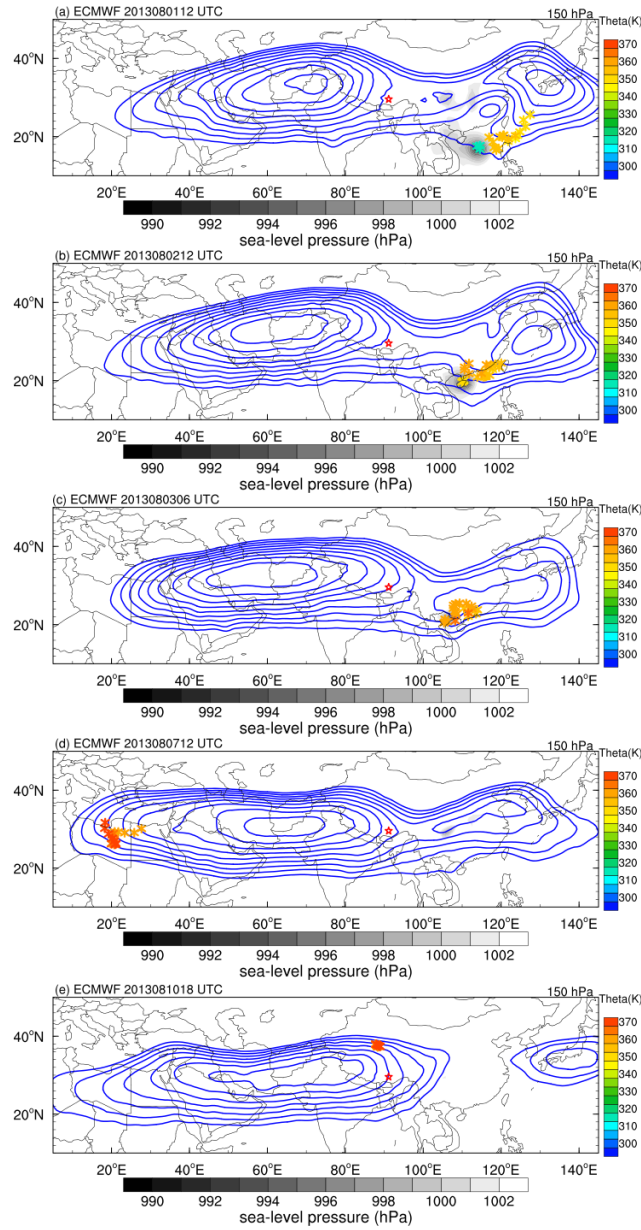 (a) ECMWF 2013080112 UTC 150 hPa Theta(K)
40°N
20°N
370
360
350
340
330
320
310
300
20°E 40°E 60°E 80°E 100°E 120°E 140°E
990 992 994 996 998 1000 1002
sea-level pressure (hPa)
(b) ECMWF 2013080212 UTC 150 hPa Theta(K)
40°N
20°N
370
360
350
340
330
320
310
300
20°E 40°E 60°E 80°E 100°E 120°E 140°E
990 992 994 996 998 1000 1002
sea-level pressure (hPa)
(c) ECMWF 2013080306 UTC 150 hPa Theta(K)
40°N
20°N
370
360
350
340
330
320
310
300
20°E 40°E 60°E 80°E 100°E 120°E 140°E
990 992 994 996 998 1000 1002
sea-level pressure (hPa)
(d) ECMWF 2013080712 UTC 150 hPa Theta(K)
40°N
20°N
370
360
350
340
330
320
310
300
20°E 40°E 60°E 80°E 100°E 120°E 140°E
990 992 994 996 998 1000 1002
sea-level pressure (hPa)
(e) ECMWF 2013081018 UTC 150 hPa Theta(K)
40°N
20°N
370
360
350
340
330
320
310
300
20°E 40°E 60°E 80°E 100°E 120°E 140°E
990 992 994 996 998 1000 1002
sea-level pressure (hPa)